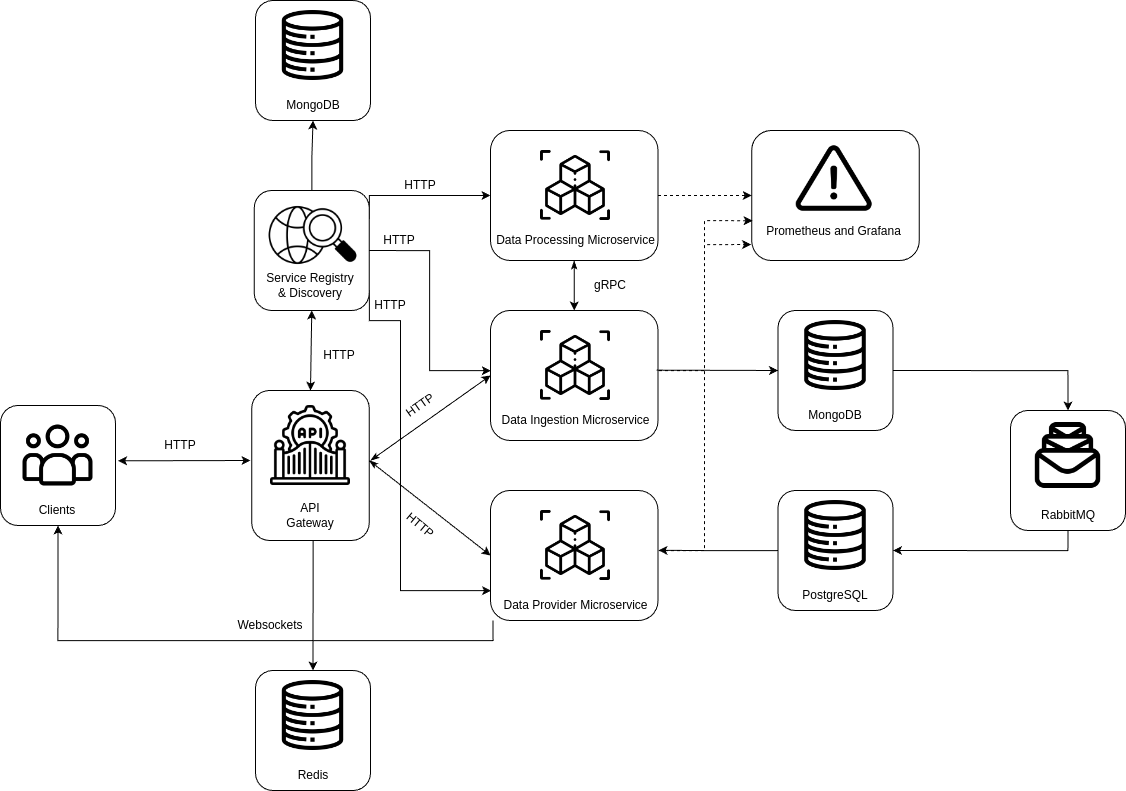 MongoDB
HTTP
Data Processing Microservice
Prometheus and Grafana
HTTP
Service Registry
& Discovery
HTTP
gRPC
HTTP
HTTP
Data Ingestion Microservice
MongoDB
HTTP
API
Clients
API
Gateway
HTTP
RabbitMQ
Data Provider Microservice
PostgreSQL
Websockets
Redis